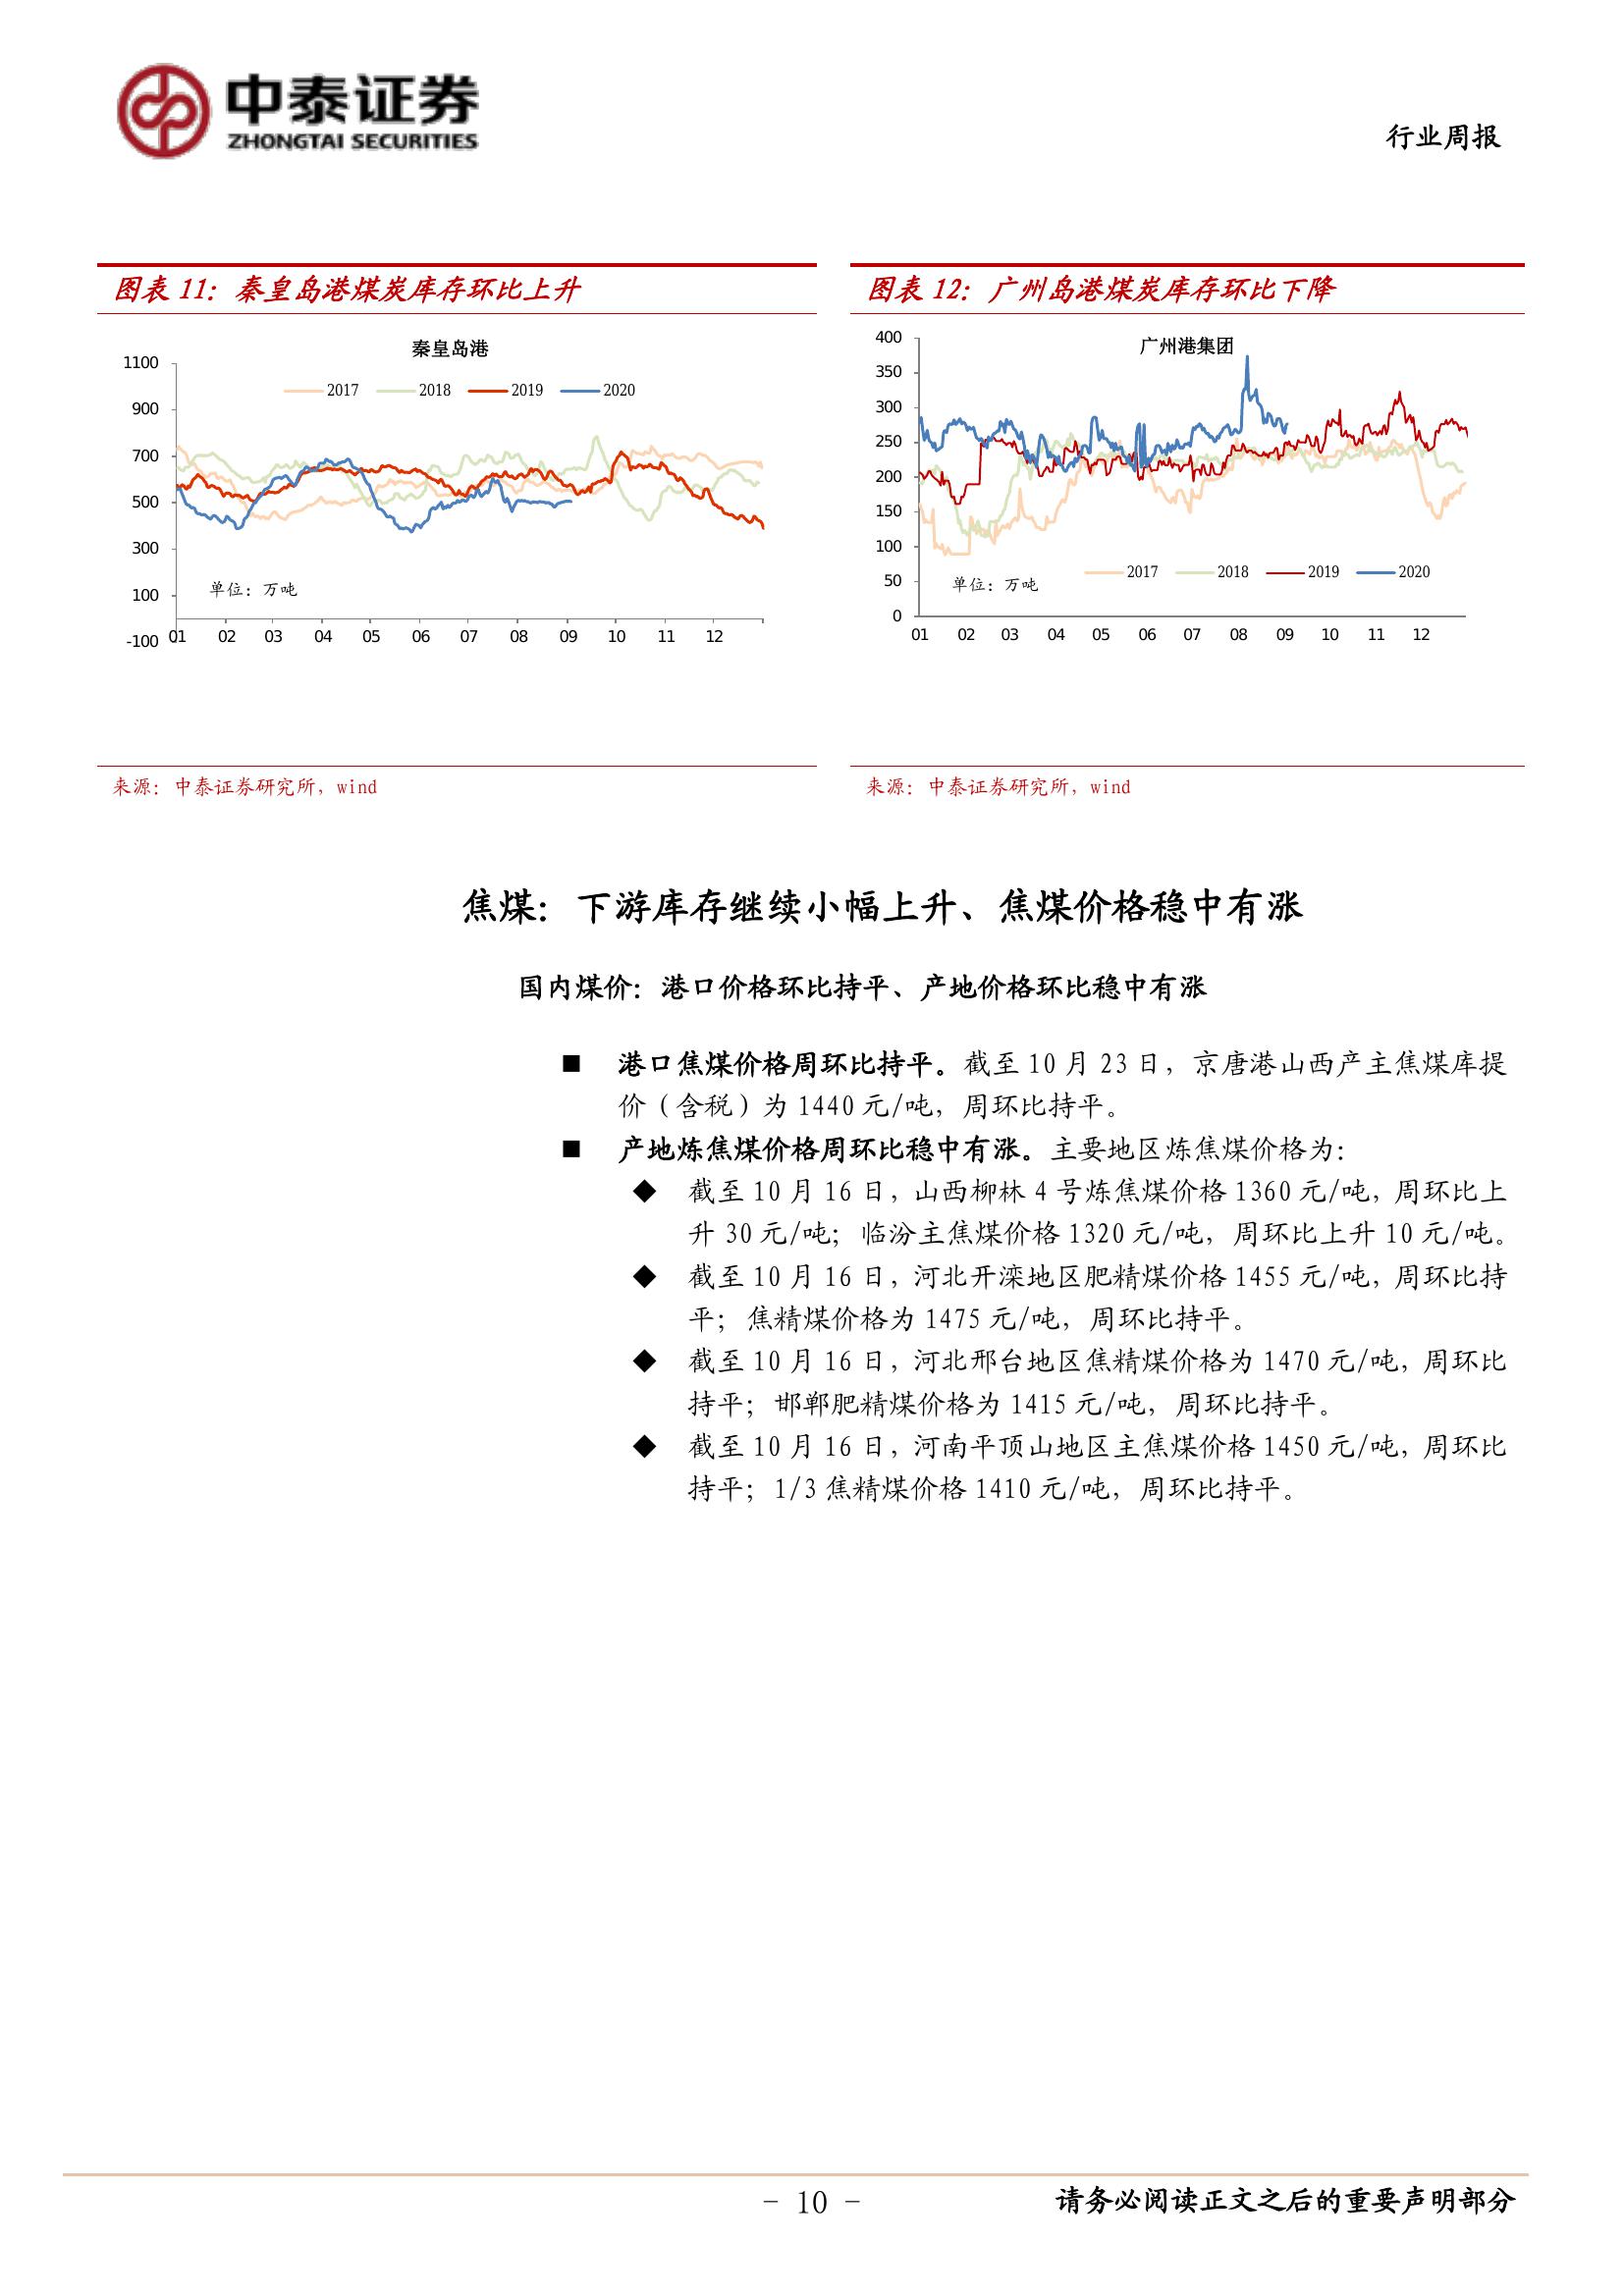 中泰证券
ZHONGTAI SECURITIES
行业周报
图表 11：秦皇岛港煤炭库存环比上升
秦皇岛港
2017 2018 2019 2020
1100
900
700
500
300
100
-100
单位：万吨
01 02 03 04 05 06 07 08 09 10 11 12
来源：中泰证券研究所，wind
图表 12：广州岛港煤炭库存环比下降
广州港集团
400
350
300
250
200
150
100
50
0
单位：万吨
2017 2018 2019 2020
01 02 03 04 05 06 07 08 09 10 11 12
来源：中泰证券研究所，wind
焦煤：下游库存继续小幅上升、焦煤价格稳中有涨
国内煤价：港口价格环比持平、产地价格环比稳中有涨
■ 港口焦煤价格周环比持平。截至 10 月 23 日，京唐港山西产主焦煤库提
价（含税）为 1440 元/吨，周环比持平。
■ 产地炼焦煤价格周环比稳中有涨。主要地区炼焦煤价格为：
◆ 截至 10 月 16 日，山西柳林 4 号炼焦煤价格 1360 元/吨，周环比上
升 30 元/吨；临汾主焦煤价格 1320 元/吨，周环比上升 10 元/吨。
◆ 截至 10 月 16 日，河北开滦地区肥精煤价格 1455 元/吨，周环比持
平；焦精煤价格为 1475 元/吨，周环比持平。
◆ 截至 10 月 16 日，河北邢台地区焦精煤价格为 1470 元/吨，周环比
持平；邯郸肥精煤价格为 1415 元/吨，周环比持平。
◆ 截至 10 月 16 日，河南平顶山地区主焦煤价格 1450 元/吨，周环比
持平；1/3 焦精煤价格 1410 元/吨，周环比持平。
- 10 -
请务必阅读正文之后的重要声明部分